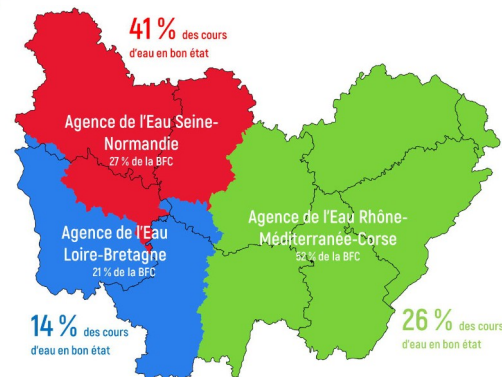 41 % des cours
d'eau en bon état
Agence de l'Eau Seine-
Normandie
27 % de la BFC
Agence de l'Eau
Loire-Bretagne
21 % de la BFC
Agence de l'Eau Rhône-
Méditerranée-Corse
52 % de la BFC
14 % des cours
d'eau en bon état
26 % des cours
d'eau en bon état